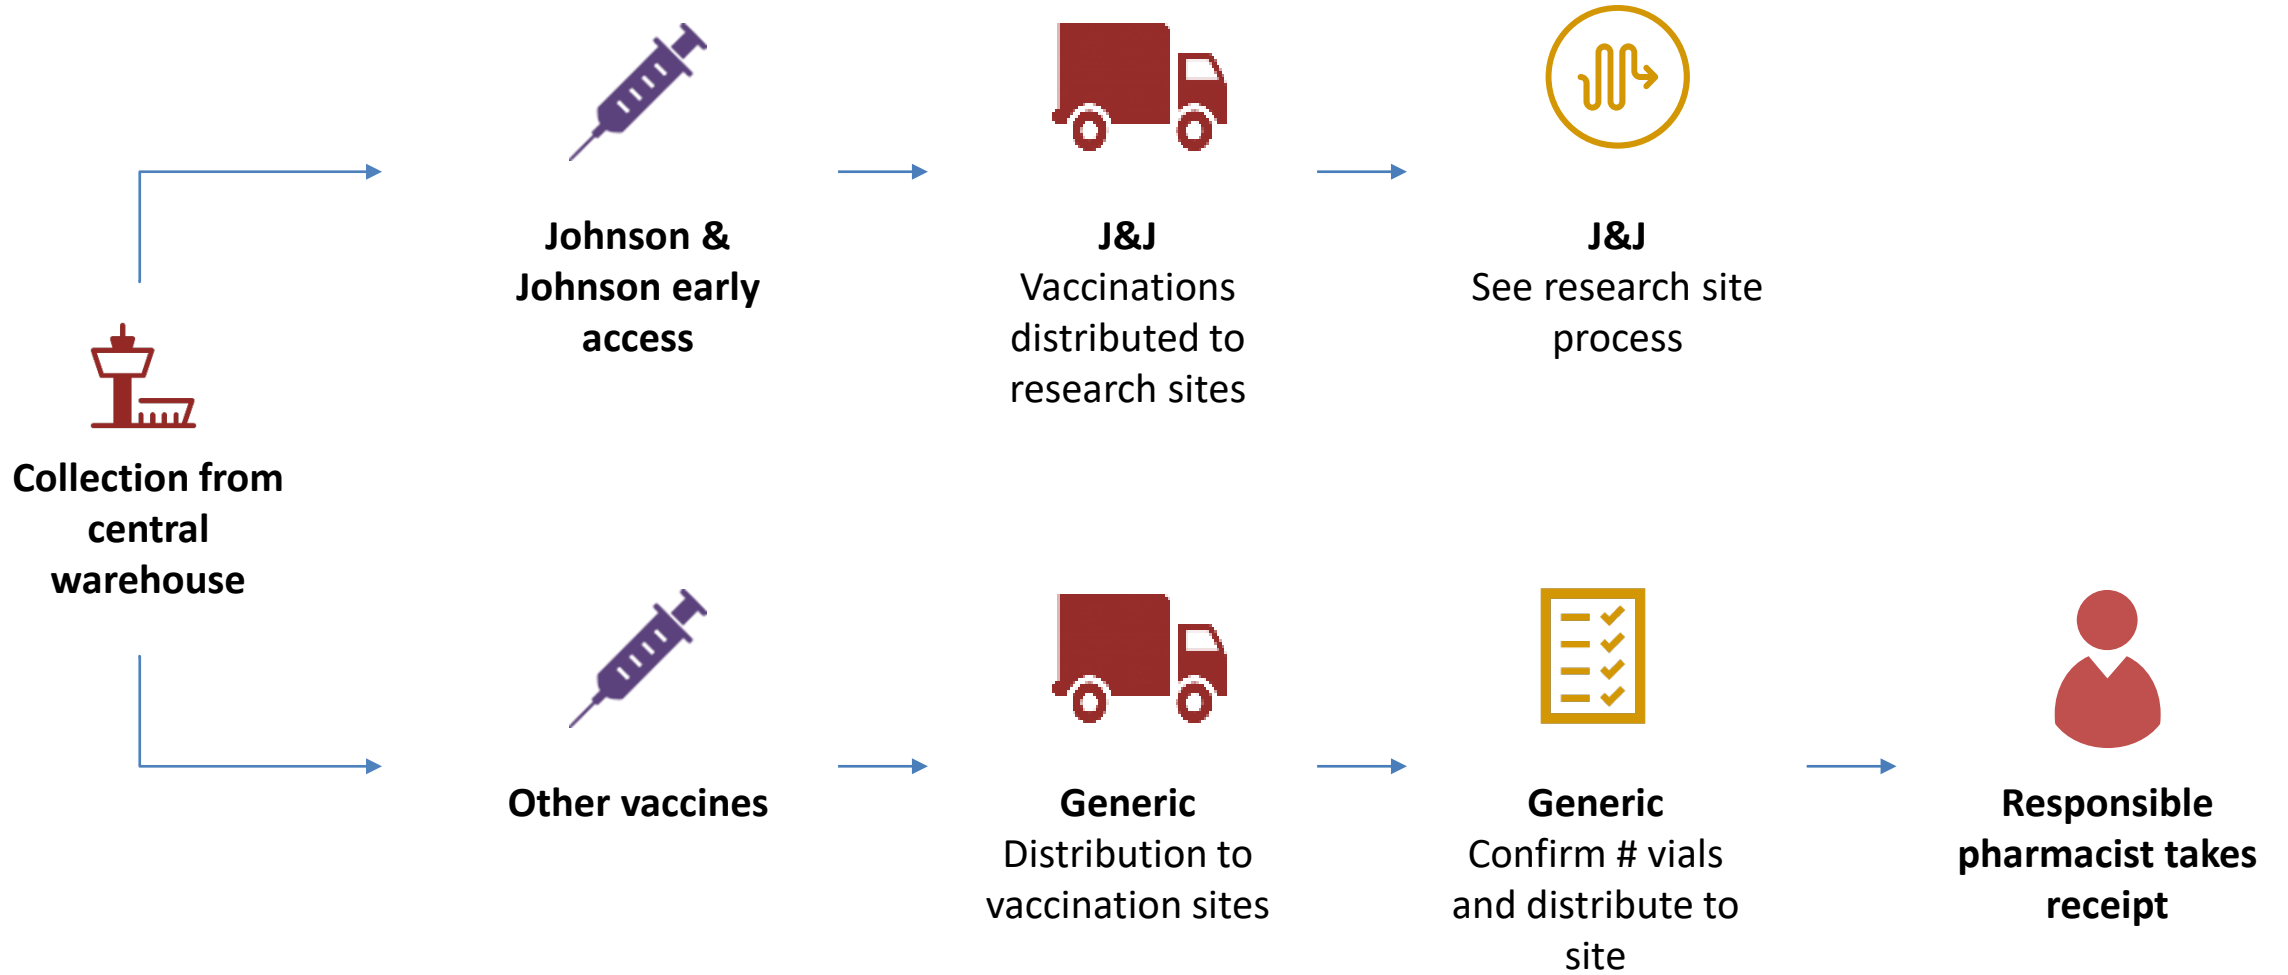 Collection from
central
warehouse
Johnson &
Johnson early
access
J&J
Vaccinations
distributed to
research sites
J&J
See research site
process
Other vaccines
Generic
Distribution to
vaccination sites
Generic
Confirm # vials
and distribute to
site
Responsible
pharmacist takes
receipt